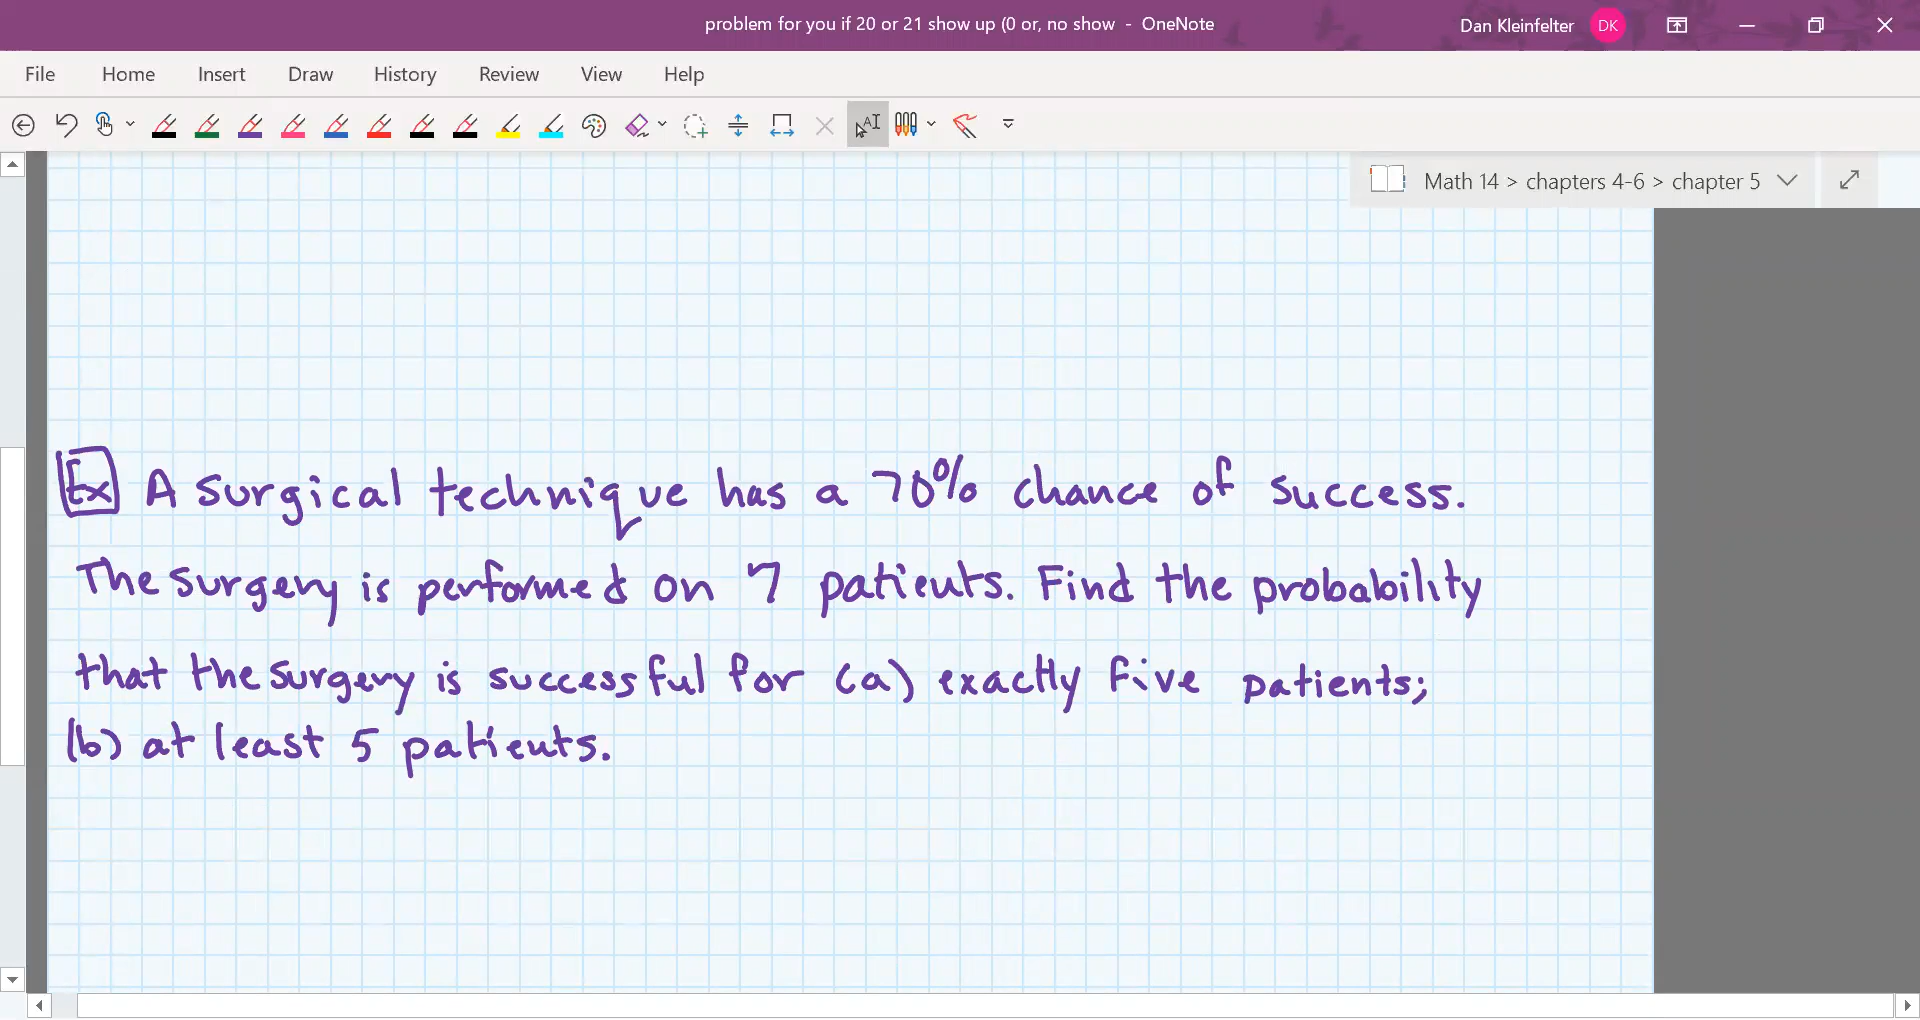 problem for you if 20 or 21 show up (0 or, no show - OneNote
Dan Kleinfelter DK
File Home Insert Draw History Review View Help
Math 14 > chapters 4-6 > chapter 5
Ex A surgical technique has a 70% chance of success.
The surgery is performed on 7 patients. Find the probability
that the surgery is successful for (a) exactly five patients;
(b) at least 5 patients.